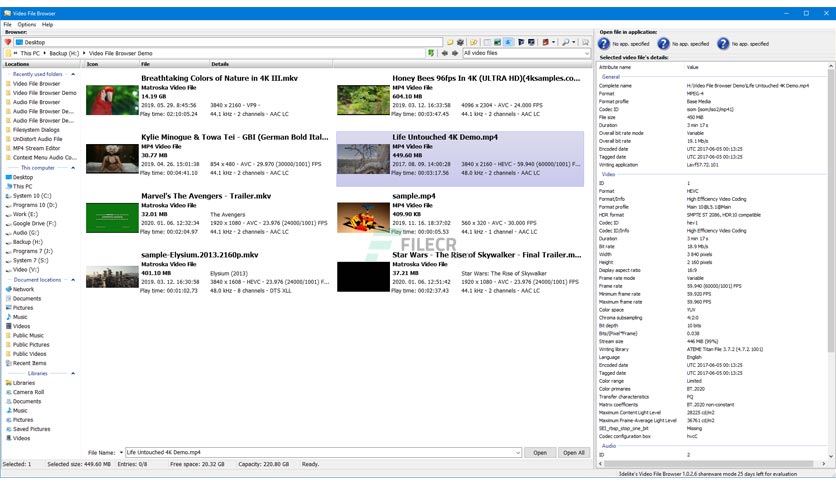 Video File Browser
File Options Help
Browser:
Desktop
This PC > Backup (H:) > Video File Browser Demo
All video files
Locations
Recently used folders
Video File Browser
Video File Browser Demo
Audio File Browser
Audio File Browser De...
Audio File Browser De...
Filesystem Dialogs
UnDistort Audio File
MP4 Stream Editor
Context Menu Audio Co...
This computer
Desktop
This PC
System 10 (C:)
Programs 10 (D:)
Work (E:)
Google Drive (F:)
Audio (G:)
Backup (H:)
Programs 7 (J:)
System 7 (S:)
Video (V:)
Document locations
Network
Documents
Pictures
Music
Videos
Public Music
Public Pictures
Public Videos
Recent Items
Libraries
Libraries
Camera Roll
Documents
Music
Pictures
Saved Pictures
Videos
Icon File Details
Breathtaking Colors of Nature in 4K III.mkv
Matroska Video File
14.19 GB
2019. 05. 29. 8:45:56 3840 x 2160 - VP9 -
Play time: 02:10:05.24 44.1 kHz - 2 channels - AAC LC
Honey Bees 96fps In 4K (ULTRA HD)(4ksamples.co...
MP4 Video File
604.10 MB
2019. 03. 12. 16:33:58 4096 x 2304 - AVC - 24.000 FPS
Play time: 00:03:47.45 44.1 kHz - 2 channels - AAC LC
Kylie Minogue & Towa Tei - GBI (German Bold Ital...
MP4 Video File
30.77 MB
2019. 04. 26. 15:01:38 854 x 480 - AVC - 29.970 (30000/1001) FPS
Play time: 00:04:41.10 44.1 kHz - 2 channels - AAC LC
Life Untouched 4K Demo.mp4
MP4 Video File
449.60 MB
2017. 08. 09. 14:00:28 3840 x 2160 - HEVC - 59.940 (60000/1001) F...
Play time: 00:03:17.56 48.0 kHz - 2 channels - AAC LC
Marvel's The Avengers - Trailer.mkv
Matroska Video File
32.01 MB The Avengers
2020. 01. 06. 12:32:34 1920 x 1080 - AVC - 23.976 (24000/1001) FPS
Play time: 00:02:04.97 44.1 kHz - 2 channels - AAC LC
sample.mp4
MP4 Video File
409.90 KB
2019. 11. 16. 18:37:02 560 x 320 - AVC - 30.000 FPS
Play time: 00:00:05.53 44.1 kHz - 2 channels - AAC LC
FILECR
sample-Elysium.2013.2160p.mkv
Matroska Video File
401.10 MB Elysium (2013)
2019. 03. 12. 16:30:58 3840 x 1608 - HEVC - 23.976 (24000/1001) F...
Play time: 00:01:02.73 48.0 kHz - 8 channels - DTS XLL
Star Wars - The Rise of Skywalker - Final Trailer.m...
Matroska Video File
37.21 MB Star Wars: The Rise of Skywalker
2020. 01. 06. 12:51:42 1920 x 1080 - AVC - 23.976 (24000/1001) FPS
Play time: 00:02:37.43 44.1 kHz - 2 channels - AAC LC
File Name: Life Untouched 4K Demo.mp4 Open Open All
Selected: 1 Selected size: 449.60 MB Entries: 0/8 Free space: 20.32 GB Capacity: 220.80 GB Ready.
Open file in application:
No app. specified No app. specified No app. specified
Selected video file's details:
Attribute name Value
General
Complete name H:\Video File Browser Demo\Life Untouched 4K Demo.mp4
Format MPEG-4
Format profile Base Media
Codec ID isom (isom/iso2/mp41)
File size 450 MiB
Duration 3 min 17 s
Overall bit rate mode Variable
Overall bit rate 19.1 Mb/s
Encoded date UTC 2017-06-05 00:13:25
Tagged date UTC 2017-06-05 00:13:25
Writing application Lavf57.72.101
Video
ID 1
Format HEVC
Format/Info High Efficiency Video Coding
Format profile Main 10@L5.1@Main
HDR format SMPTE ST 2086, HDR10 compatible
Codec ID hev1
Codec ID/Info High Efficiency Video Coding
Duration 3 min 17 s
Bit rate 18.9 Mb/s
Width 3 840 pixels
Height 2 160 pixels
Display aspect ratio 16:9
Frame rate mode Variable
Frame rate 59.940 (60000/1001) FPS
Minimum frame rate 59.920 FPS
Maximum frame rate 59.960 FPS
Color space YUV
Chroma subsampling 4:2:0
Bit depth 10 bits
Bits/(Pixel*Frame) 0.038
Stream size 446 MiB (99%)
Writing library ATEME Titan File 3.7.2 (4.7.2.1001)
Language English
Encoded date UTC 2017-06-05 00:13:25
Tagged date UTC 2017-06-05 00:13:25
Color range Limited
Color primaries BT.2020
Transfer characteristics PQ
Matrix coefficients BT.2020 non-constant
Maximum Content Light Level 28225 cd/m2
Maximum Frame-Average Light Level 36761 cd/m2
SEI_rbsp_stop_one_bit Missing
Codec configuration box hvcC
Audio
ID 2
3delite's Video File Browser 1.0.2.6 shareware mode 25 days left for evaluation